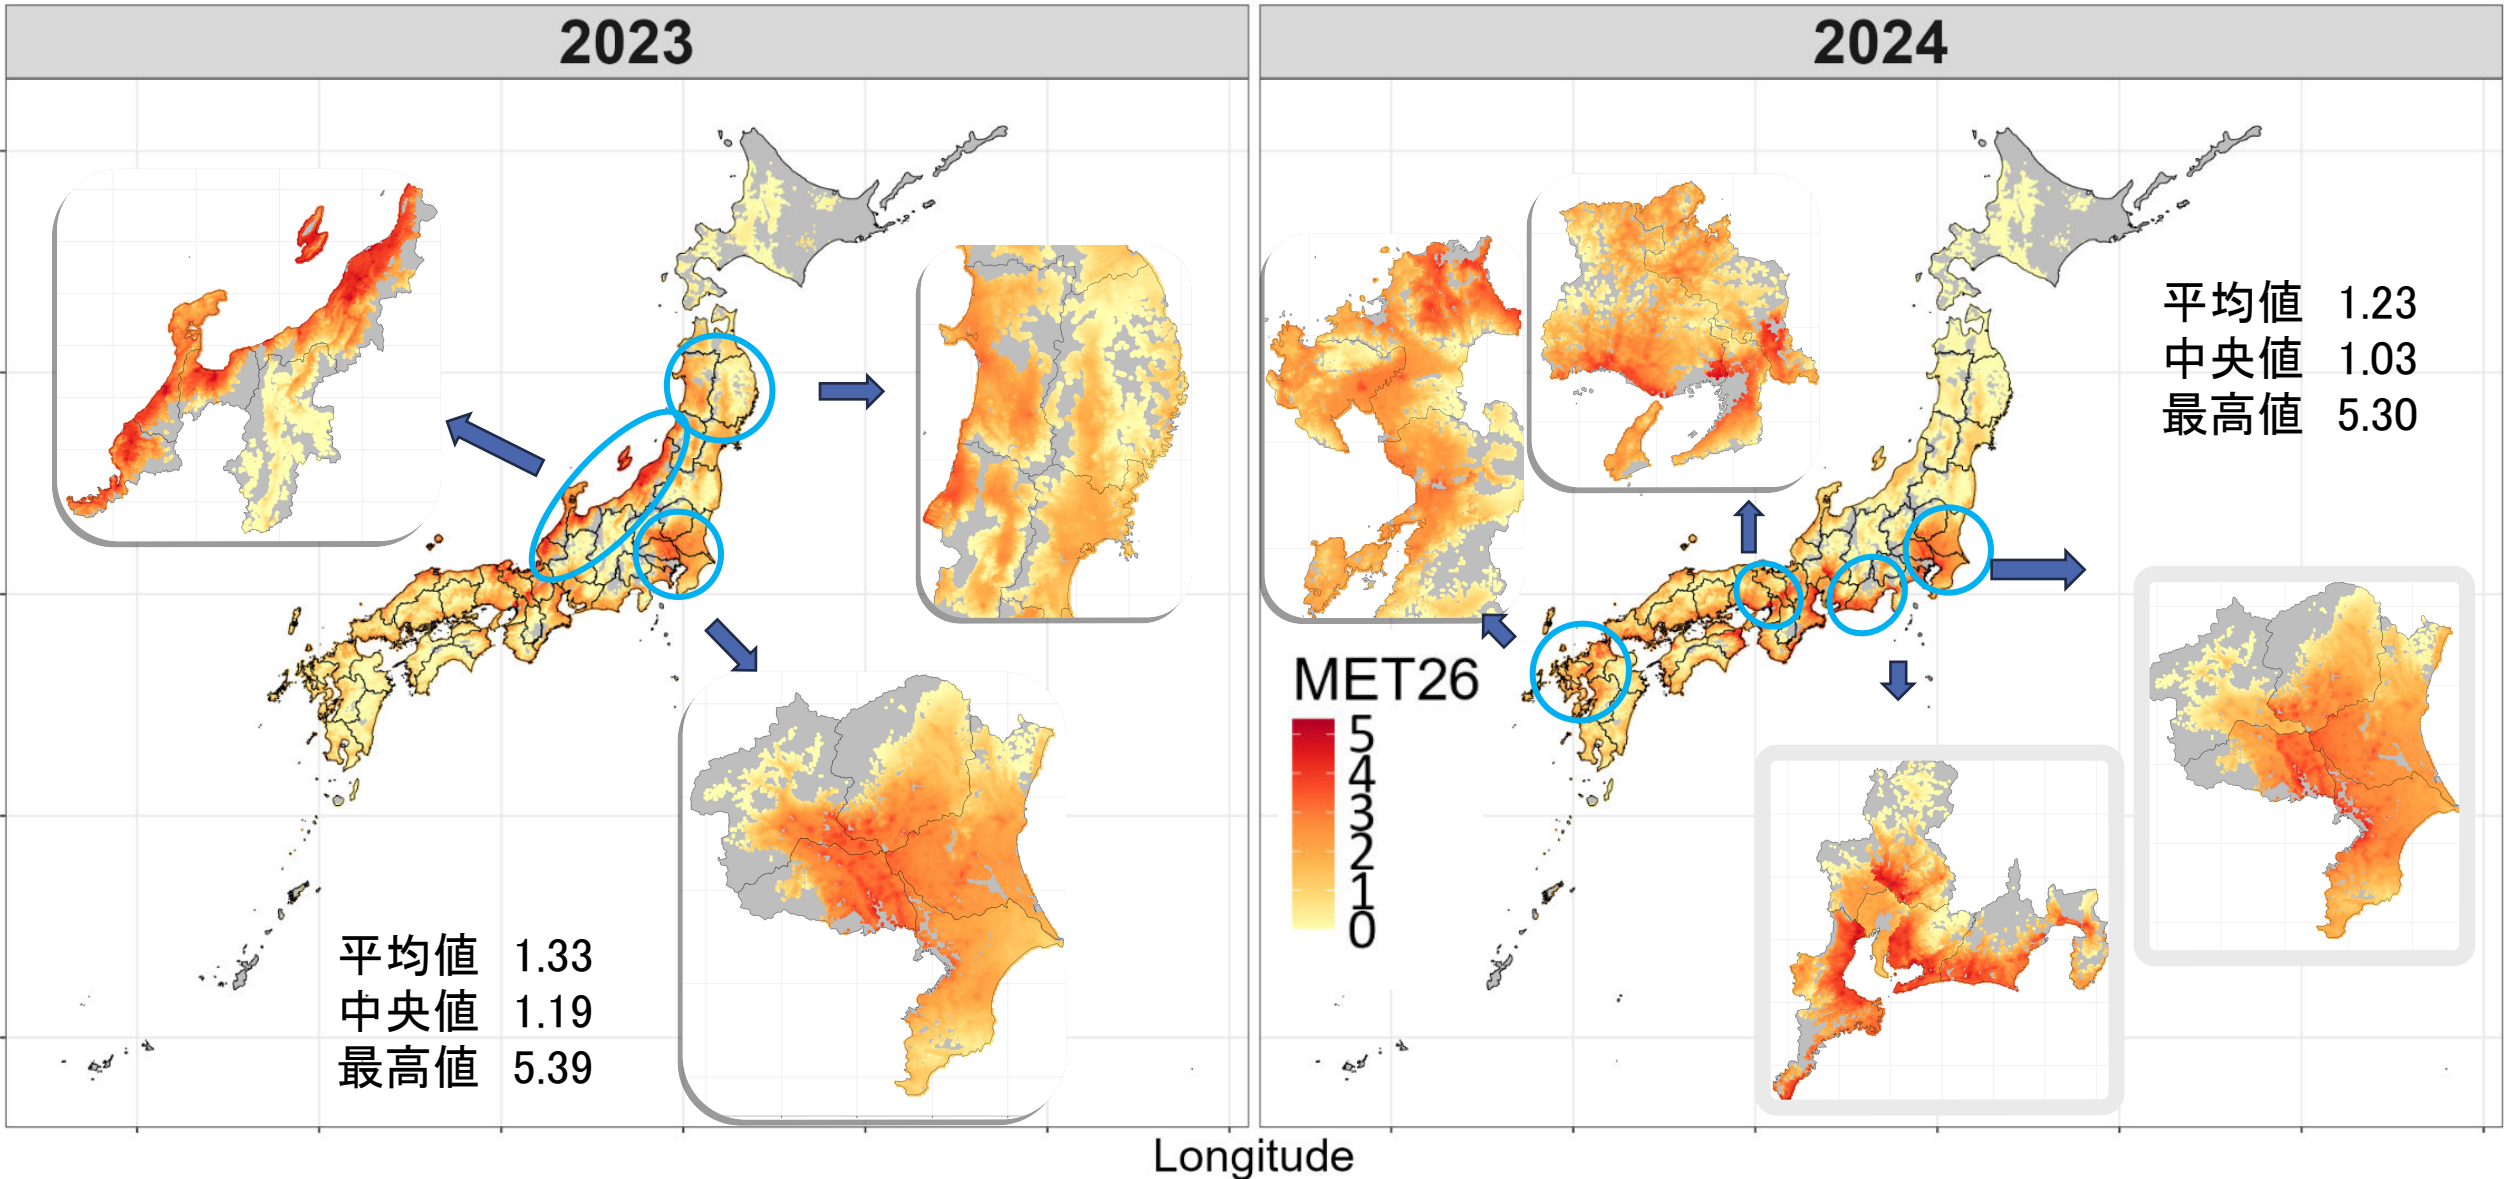 2023
2024
平均値 1.23
中央値 1.03
最高値 5.30
MET26
5
4
3
2
1
0
平均値 1.33
中央値 1.19
最高値 5.39
Longitude